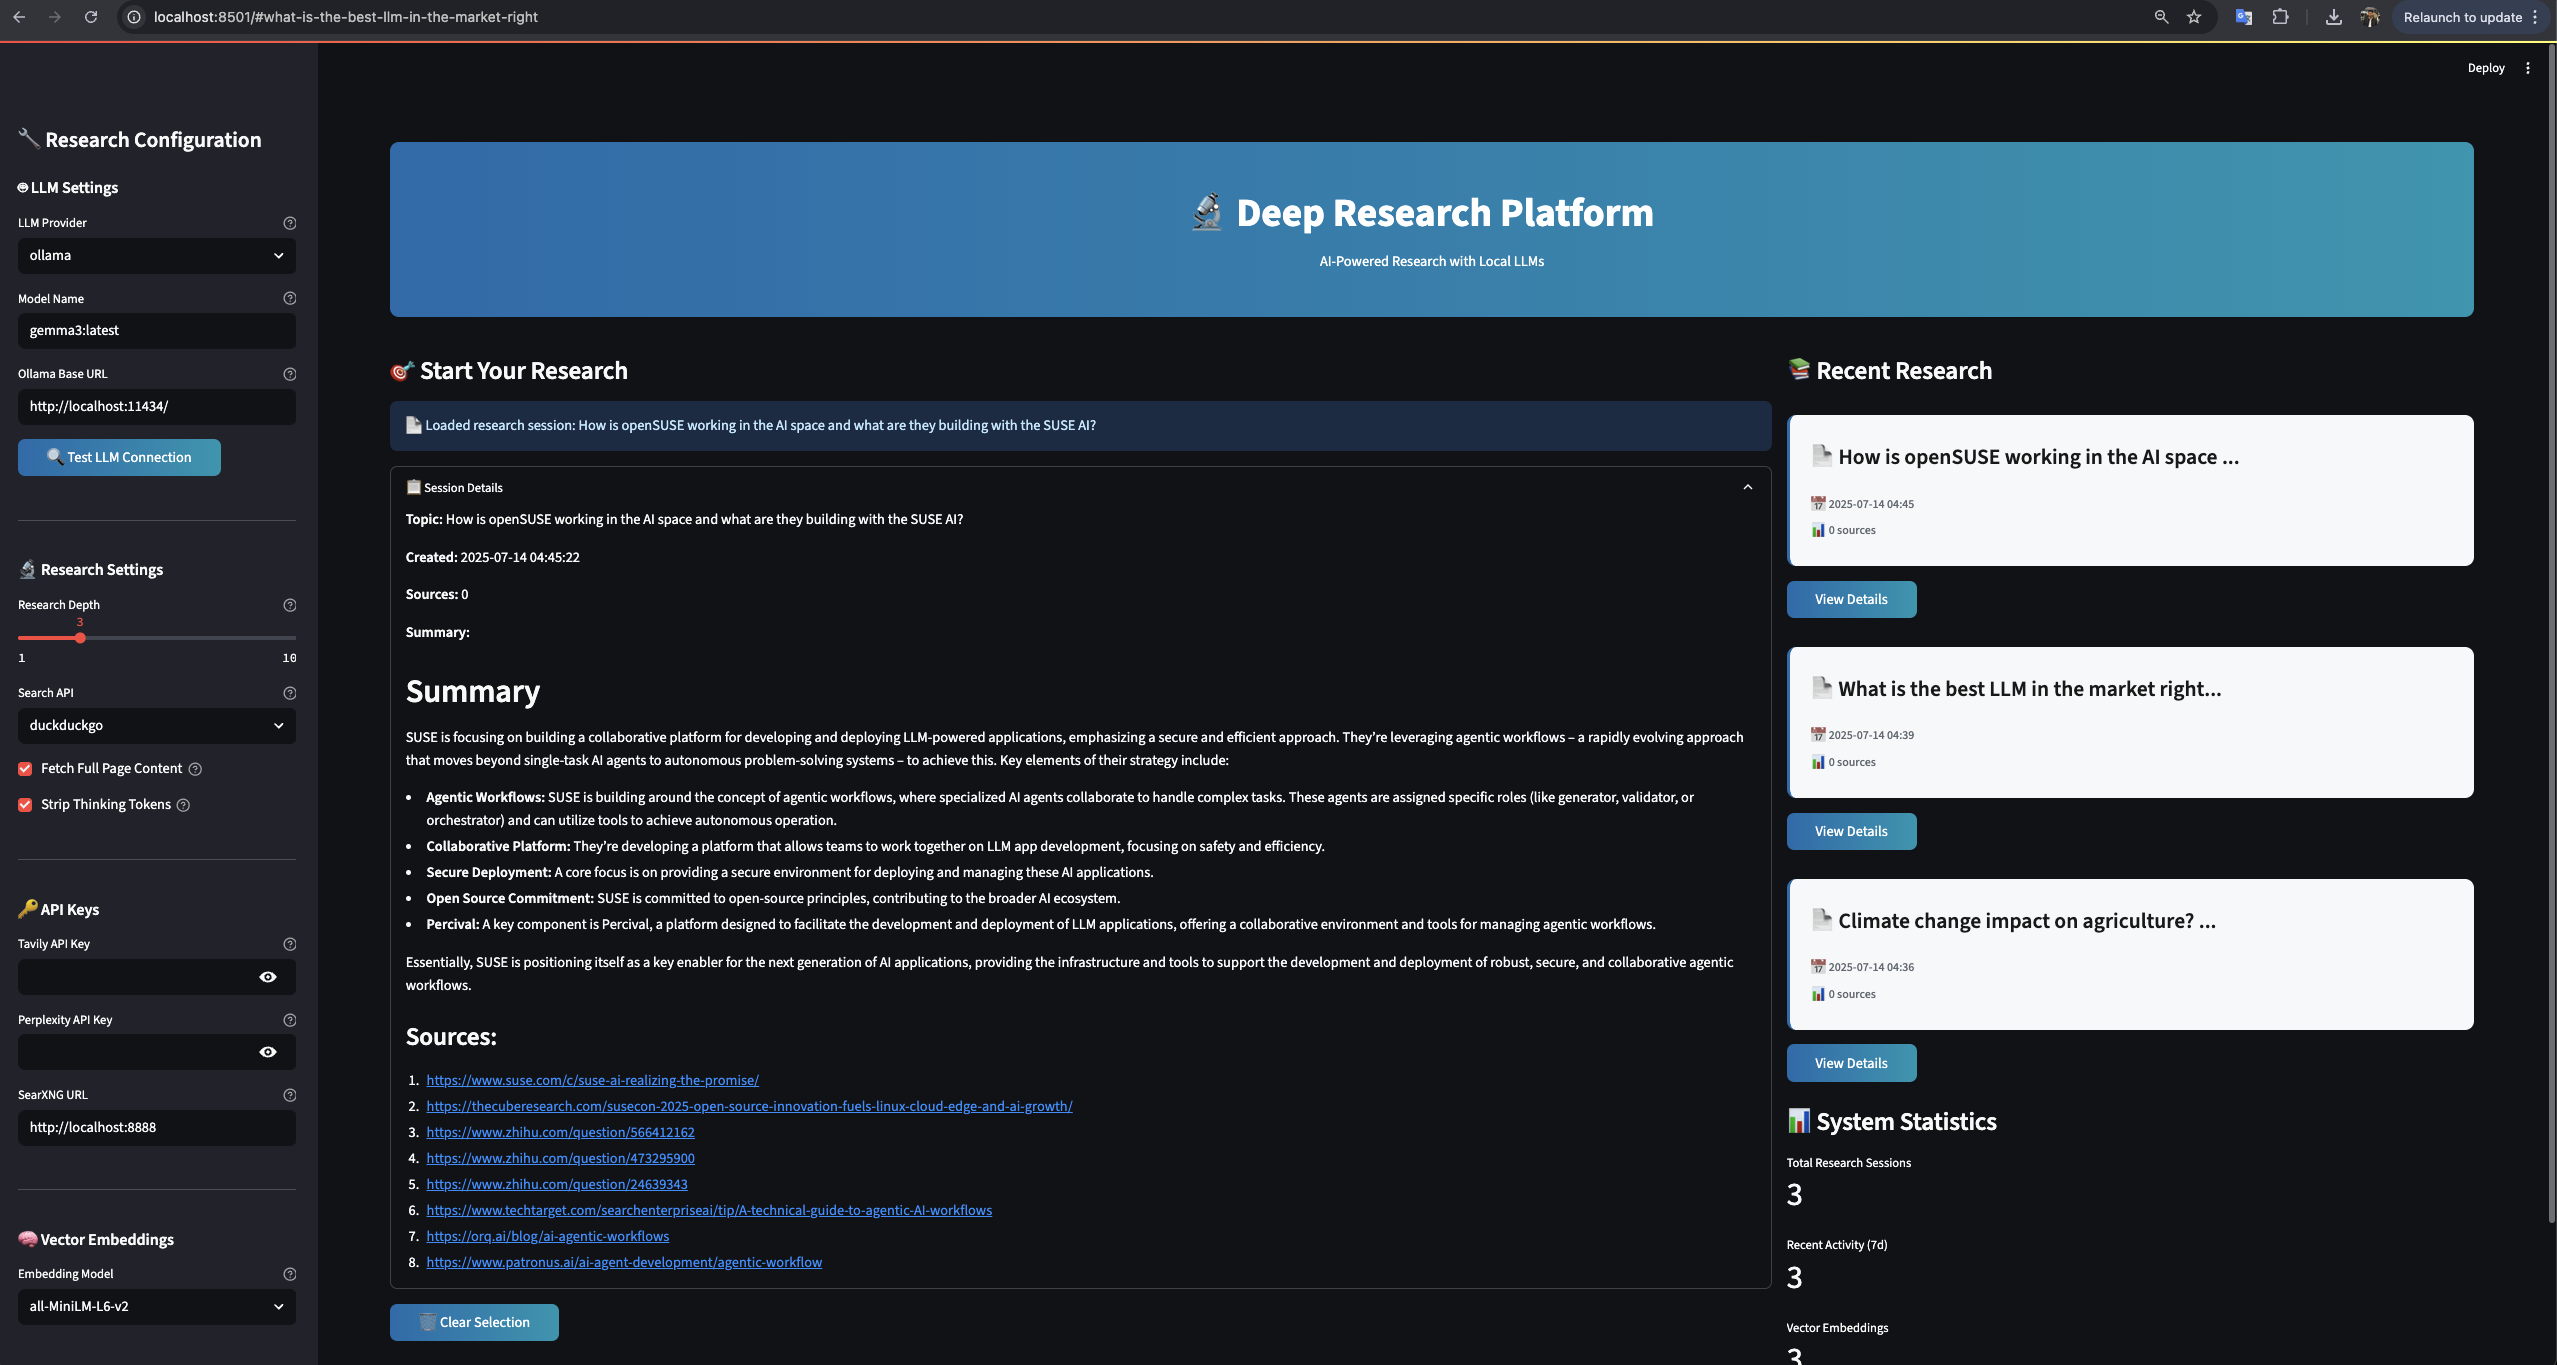 localhost:8501/#what-is-the-best-llm-in-the-market-right
Relaunch to update
Deploy
Research Configuration
LLM Settings
LLM Provider
ollama
Model Name
gemma3:latest
Ollama Base URL
http://localhost:11434/
Test LLM Connection
Research Settings
Research Depth
3
1
10
Search API
duckduckgo
Fetch Full Page Content
Strip Thinking Tokens
API Keys
Tavily API Key
Perplexity API Key
SearXNG URL
http://localhost:8888
Vector Embeddings
Embedding Model
all-MiniLM-L6-v2
Deep Research Platform
AI-Powered Research with Local LLMs
Start Your Research
Loaded research session: How is openSUSE working in the AI space and what are they building with the SUSE AI?
Session Details
Topic: How is openSUSE working in the AI space and what are they building with the SUSE AI?
Created: 2025-07-14 04:45:22
Sources: 0
Summary:
Summary
SUSE is focusing on building a collaborative platform for developing and deploying LLM-powered applications, emphasizing a secure and efficient approach. They're leveraging agentic workflows – a rapidly evolving approach
that moves beyond single-task AI agents to autonomous problem-solving systems – to achieve this. Key elements of their strategy include:
• Agentic Workflows: SUSE is building around the concept of agentic workflows, where specialized AI agents collaborate to handle complex tasks. These agents are assigned specific roles (like generator, validator, or
orchestrator) and can utilize tools to achieve autonomous operation.
• Collaborative Platform: They're developing a platform that allows teams to work together on LLM app development, focusing on safety and efficiency.
• Secure Deployment: A core focus is on providing a secure environment for deploying and managing these AI applications.
• Open Source Commitment: SUSE is committed to open-source principles, contributing to the broader AI ecosystem.
• Percival: A key component is Percival, a platform designed to facilitate the development and deployment of LLM applications, offering a collaborative environment and tools for managing agentic workflows.
Essentially, SUSE is positioning itself as a key enabler for the next generation of AI applications, providing the infrastructure and tools to support the development and deployment of robust, secure, and collaborative agentic
workflows.
Sources:
1. https://www.suse.com/c/suse-ai-realizing-the-promise/
2. https://thecuberesearch.com/susecon-2025-open-source-innovation-fuels-linux-cloud-edge-and-ai-growth/
3. https://www.zhihu.com/question/566412162
4. https://www.zhihu.com/question/473295900
5. https://www.zhihu.com/question/24639343
6. https://www.techtarget.com/searchenterpriseai/tip/A-technical-guide-to-agentic-AI-workflows
7. https://orq.ai/blog/ai-agentic-workflows
8. https://www.patronus.ai/ai-agent-development/agentic-workflow
Clear Selection
Recent Research
How is openSUSE working in the AI space ...
2025-07-14 04:45
0 sources
View Details
What is the best LLM in the market right...
2025-07-14 04:39
0 sources
View Details
Climate change impact on agriculture? ...
2025-07-14 04:36
0 sources
View Details
System Statistics
Total Research Sessions
3
Recent Activity (7d)
3
Vector Embeddings
3